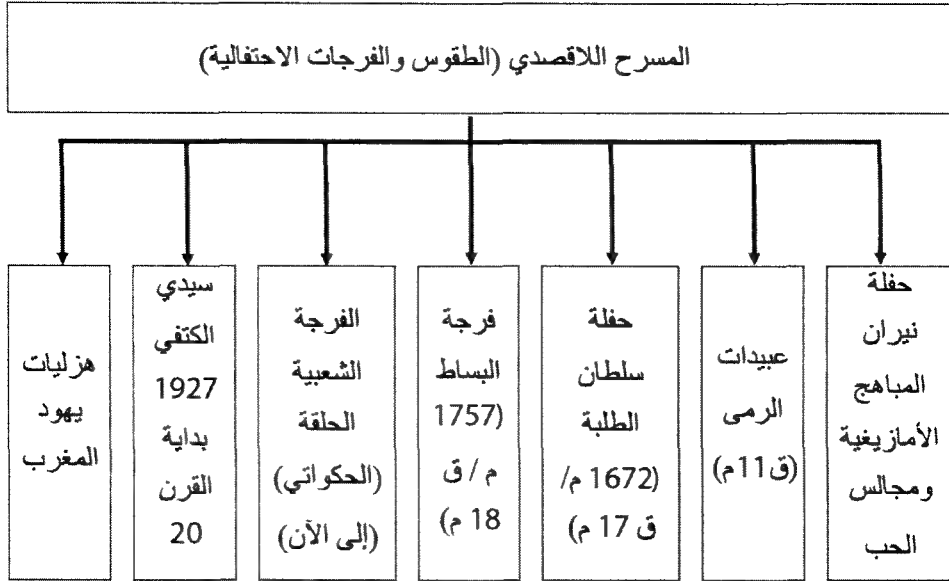 المسرح اللاقصدي (الطقوس والفرجات الاحتفالية)
حفلة
نيران
المباهج
الأمازيغية
ومجالس
الحب
عبيدات
الرمى
(ق11م)
حفلة
سلطان
الطلبة
(1672 م/
ق 17 م)
فرجة
البساط
(1757
م / ق
18 م)
الفرجة
الشعبية
الحلقة
(الحكواتي)
(إلى الآن)
سيدي
الكتفي
1927
بداية
القرن
20
هزليات
يهود
المغرب